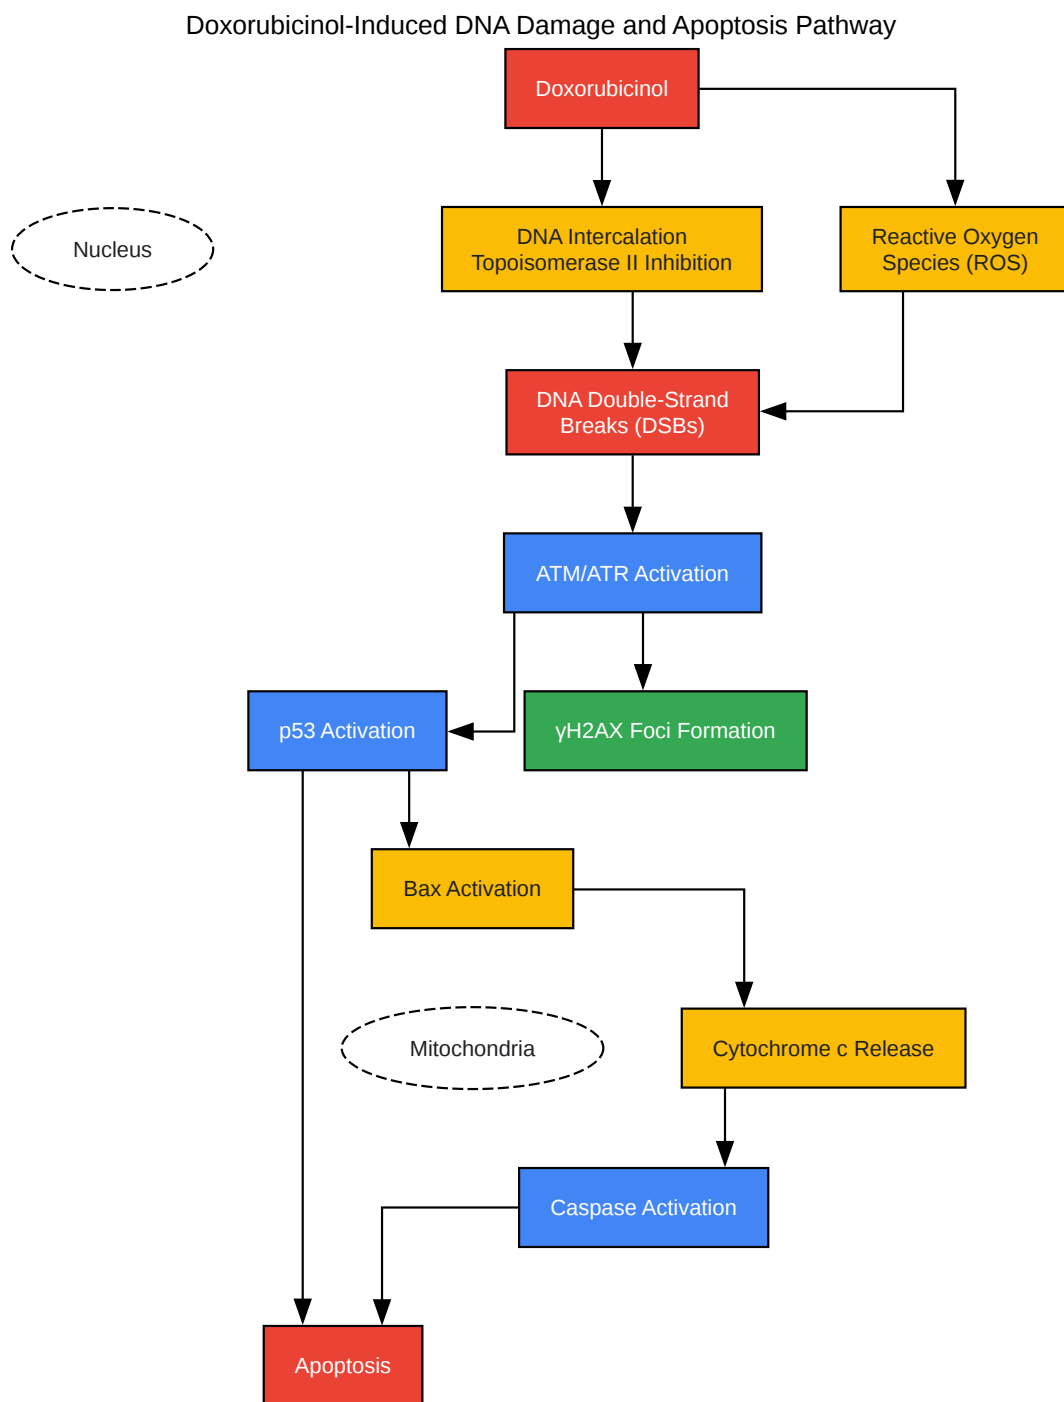 Doxorubicinol-Induced DNA Damage and Apoptosis Pathway
Doxorubicinol
Nucleus
DNA Intercalation
Topoisomerase II Inhibition
Reactive Oxygen
Species (ROS)
DNA Double-Strand
Breaks (DSBs)
ATM/ATR Activation
p53 Activation
γH2AX Foci Formation
Bax Activation
Mitochondria
Cytochrome c Release
Caspase Activation
Apoptosis